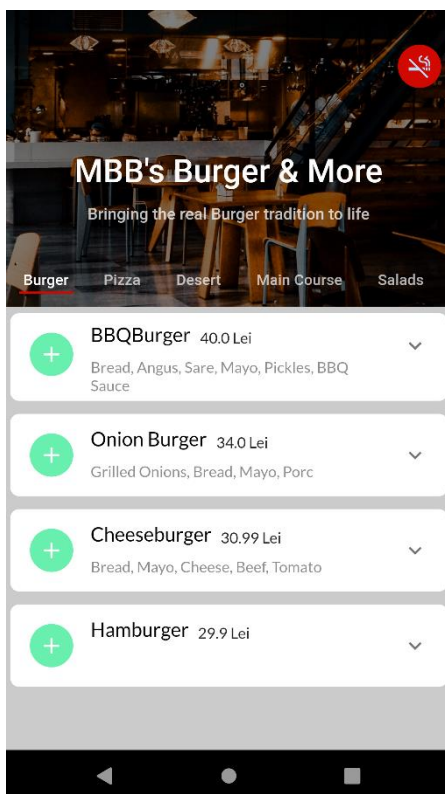 MBB's Burger & More
Bringing the real Burger tradition to life
Burger Pizza Desert Main Course Salads
BBQBurger 40.0 Lei
Bread, Angus, Sare, Mayo, Pickles, BBQ
Sauce
Onion Burger 34.0 Lei
Grilled Onions, Bread, Mayo, Porc
Cheeseburger 30.99 Lei
Bread, Mayo, Cheese, Beef, Tomato
Hamburger 29.9 Lei